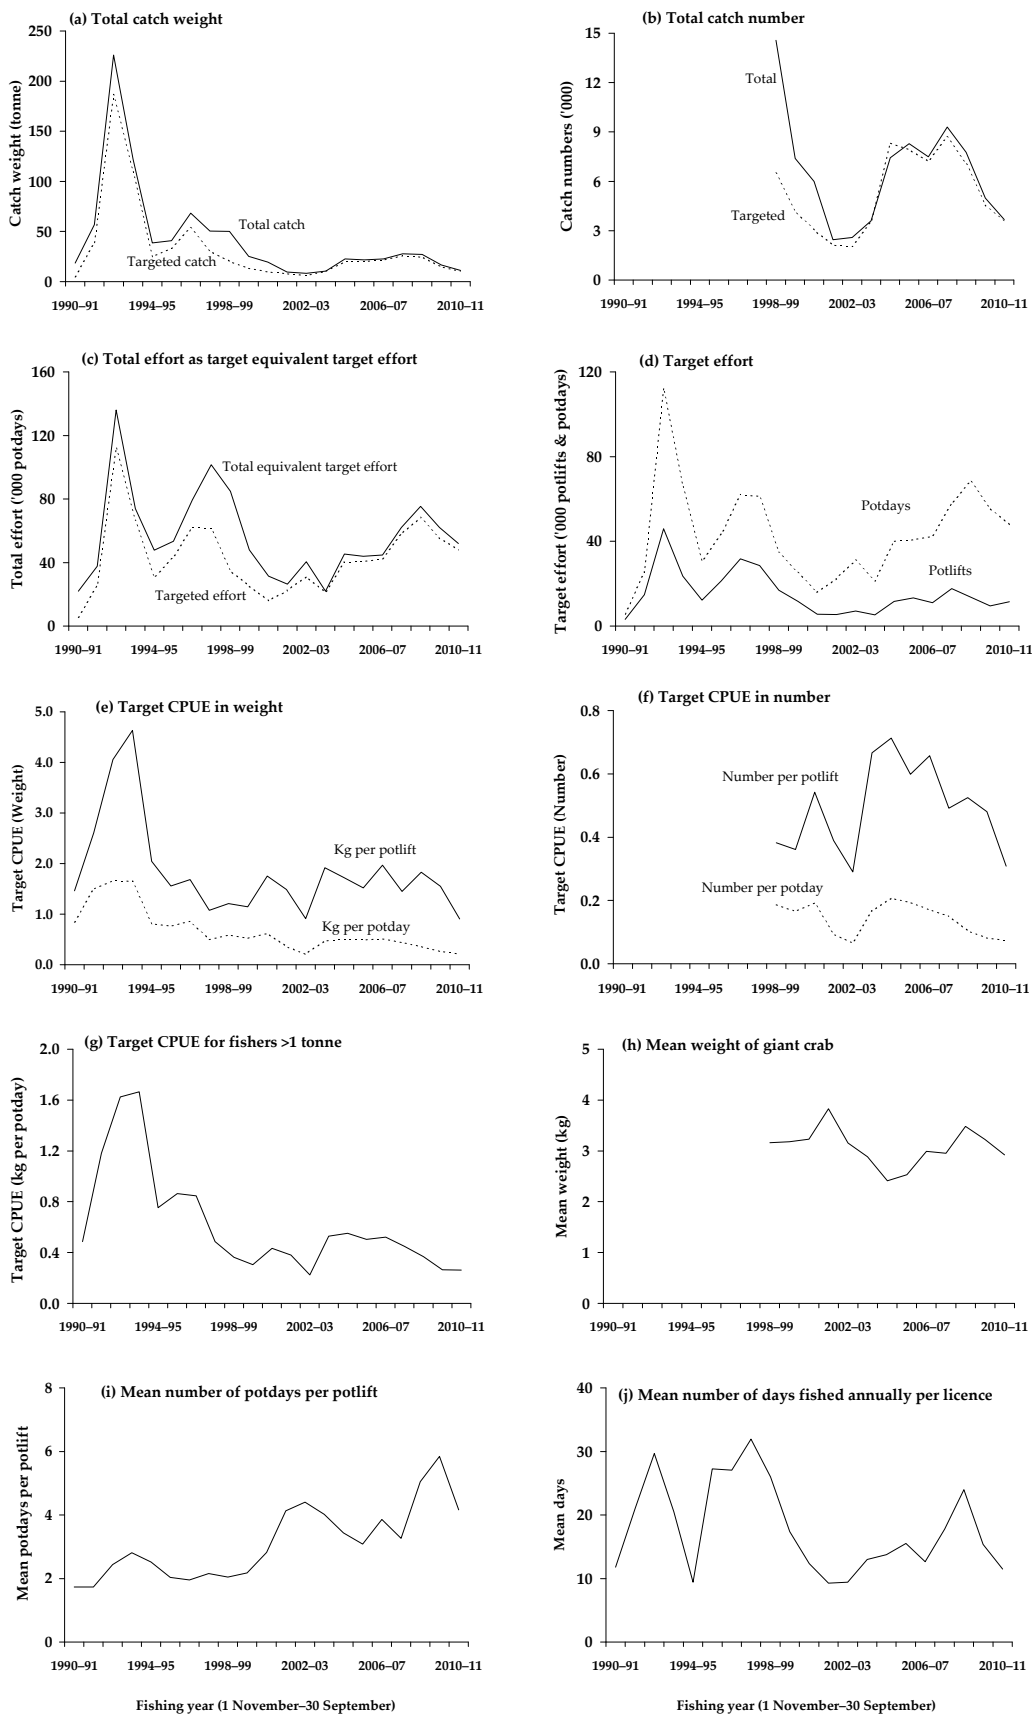 (a) Total catch weight
250
200
150
100
50
0
Catch weight (tonne)
Total catch
Targeted catch
1990–91 1994–95 1998–99 2002–03 2006–07 2010–11
(b) Total catch number
15
12
9
6
3
0
Catch numbers ('000)
Total
Targeted
1990–91 1994–95 1998–99 2002–03 2006–07 2010–11
(c) Total effort as target equivalent target effort
160
120
80
40
0
Total effort ('000 potdays)
Total equivalent target effort
Targeted effort
1990–91 1994–95 1998–99 2002–03 2006–07 2010–11
(d) Target effort
120
80
40
0
Target effort ('000 potlifts & potdays)
Potdays
Potlifts
1990–91 1994–95 1998–99 2002–03 2006–07 2010–11
(e) Target CPUE in weight
5.0
4.0
3.0
2.0
1.0
0.0
Target CPUE (Weight)
Kg per potlift
Kg per potday
1990–91 1994–95 1998–99 2002–03 2006–07 2010–11
(f) Target CPUE in number
0.8
0.6
0.4
0.2
0.0
Target CPUE (Number)
Number per potlift
Number per potday
1990–91 1994–95 1998–99 2002–03 2006–07 2010–11
(g) Target CPUE for fishers >1 tonne
2.0
1.6
1.2
0.8
0.4
0.0
Target CPUE (kg per potday)
1990–91 1994–95 1998–99 2002–03 2006–07 2010–11
(h) Mean weight of giant crab
5
4
3
2
1
0
Mean weight (kg)
1990–91 1994–95 1998–99 2002–03 2006–07 2010–11
(i) Mean number of potdays per potlift
8
6
4
2
0
Mean potdays per potlift
1990–91 1994–95 1998–99 2002–03 2006–07 2010–11
Fishing year (1 November–30 September)
(j) Mean number of days fished annually per licence
40
30
20
10
0
Mean days
1990–91 1994–95 1998–99 2002–03 2006–07 2010–11
Fishing year (1 November–30 September)